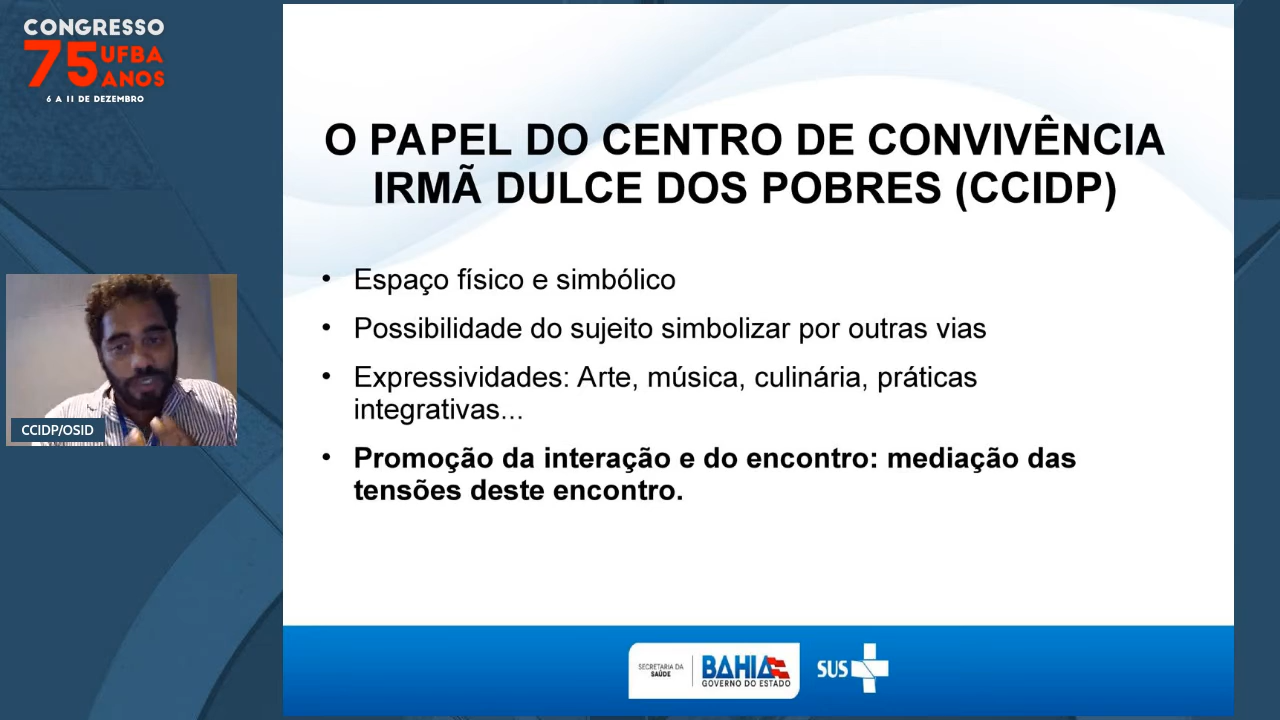 CONGRESSO
75 UFBA
ANOS
6 A 11 DE DEZEMBRO
O PAPEL DO CENTRO DE CONVIVÊNCIA
IRMÃ DULCE DOS POBRES (CCIDP)
• Espaço físico e simbólico
• Possibilidade do sujeito simbolizar por outras vias
• Expressividades: Arte, música, culinária, práticas
integrativas...
• Promoção da interação e do encontro: mediação das
tensões deste encontro.
CCIDP/OSID
SECRETARIA DA
SAÚDE
BAHIA
GOVERNO DO ESTADO
SUS